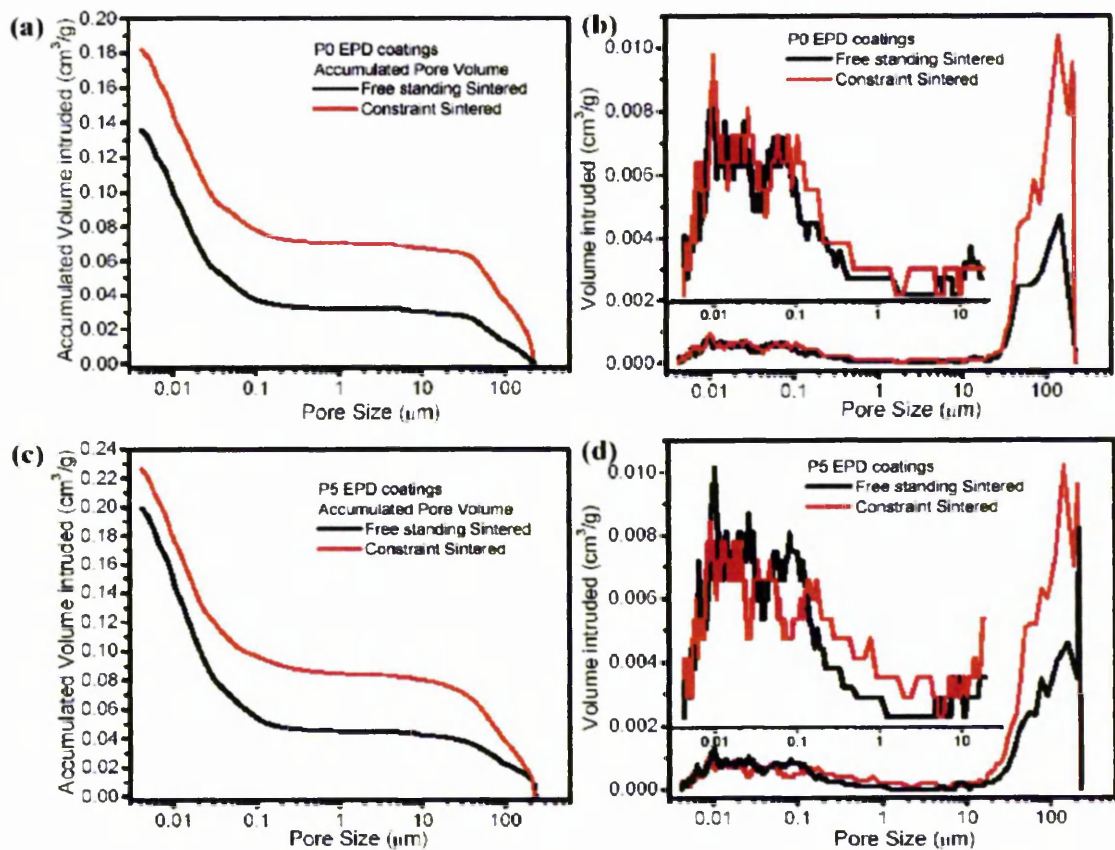 (a)
Accumulated Volume intruded (cm³/g)
0.20
0.18
0.16
0.14
0.12
0.10
0.08
0.06
0.04
0.02
0.00
P0 EPD coatings
Accumulated Pore Volume
Free standing Sintered
Constraint Sintered
0.01 0.1 1 10 100
Pore Size (μm)
(b)
Volume intruded (cm³/g)
0.010
0.008
0.006
0.004
0.002
0.000
P0 EPD coatings
Free standing Sintered
Constraint Sintered
0.01 0.1 1 10
0.01 0.1 1 10 100
Pore Size (μm)
(c)
Accumulated Volume intruded (cm³/g)
0.24
0.22
0.20
0.18
0.16
0.14
0.12
0.10
0.08
0.06
0.04
0.02
0.00
P5 EPD coatings
Accumulated Pore Volume
Free standing Sintered
Constraint Sintered
0.01 0.1 1 10 100
Pore Size (μm)
(d)
Volume intruded (cm³/g)
0.010
0.008
0.006
0.004
0.002
0.000
P5 EPD coatings
Free standing Sintered
Constraint Sintered
0.01 0.1 1 10
0.01 0.1 1 10 100
Pore Size (μm)